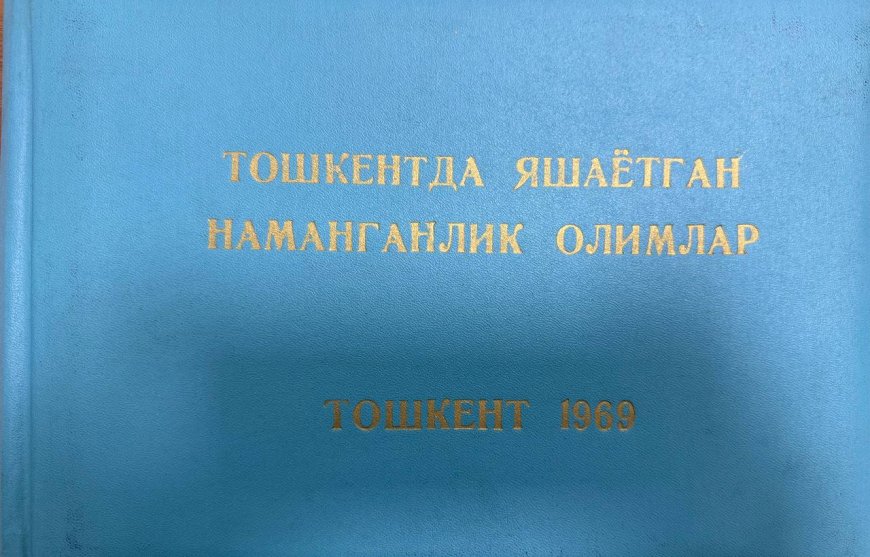 ТОШКЕНТДА ЯШАЁТГАН
НАМАНГАНЛИК ОЛИМЛАР
ТОШКЕНТ 1969